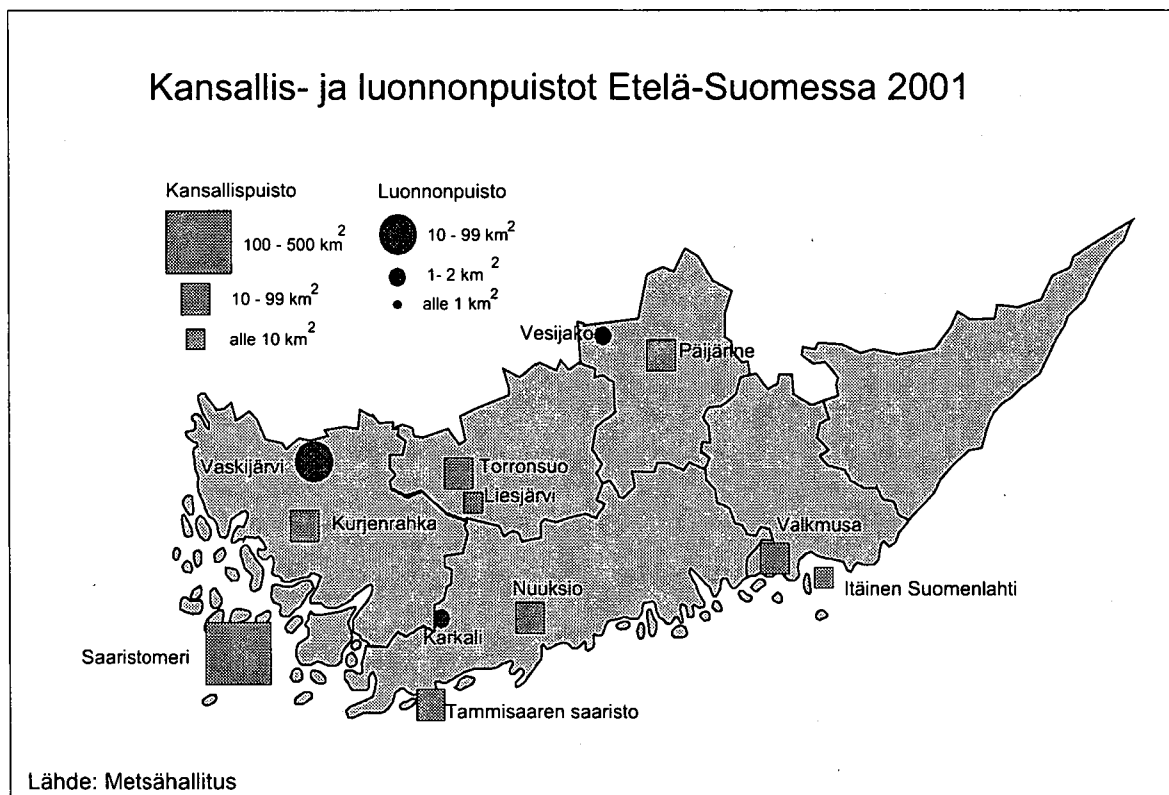 Kansallis- ja luonnonpuistot Etelä-Suomessa 2001
Kansallispuisto
100 - 500 km²
10 - 99 km²
alle 10 km²
Luonnonpuisto
10 - 99 km²
1- 2 km²
alle 1 km²
Vesijako
Päijänne
Vaskijärvi
Torronsuo
Liesjärvi
Kurjenrahka
Valkmusa
Itäinen Suomenlahti
Nuuksio
Karkali
Saaristomeri
Tammisaaren saaristo
Lähde: Metsähallitus